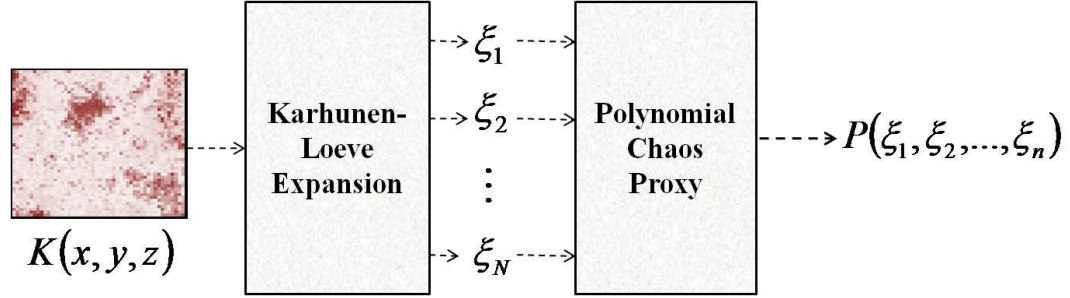 K(x, y, z)
Karhunen-
Loeve
Expansion
ξ1
ξ2
⋮
ξN
Polynomial
Chaos
Proxy
P(ξ1, ξ2, ..., ξn)